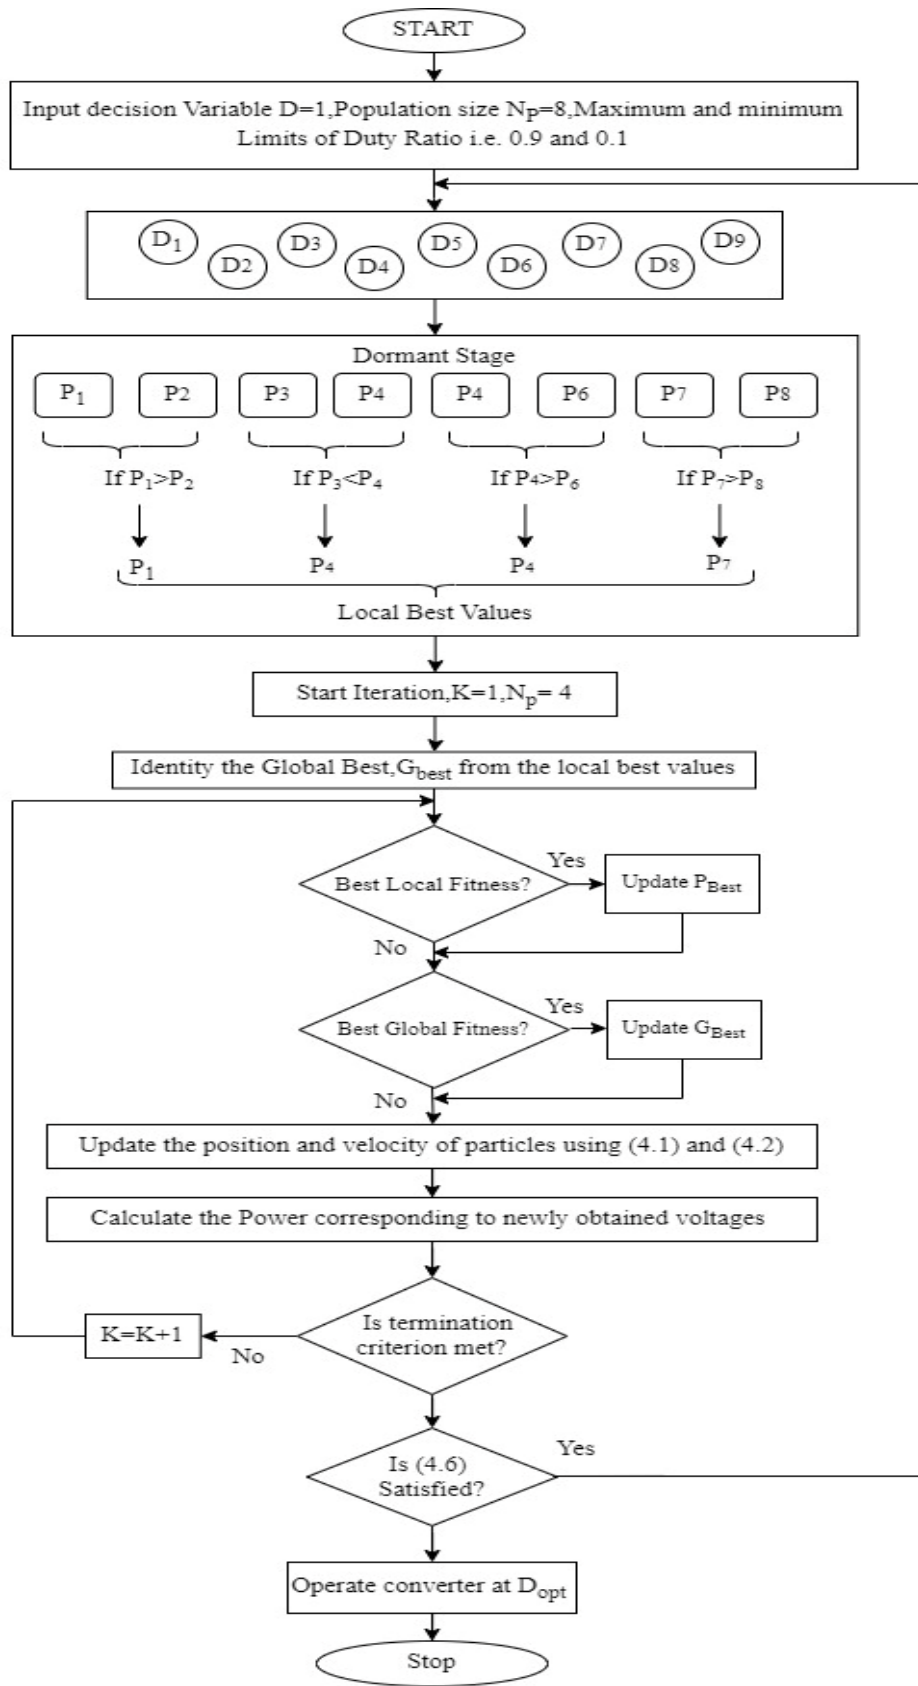 START
Input decision Variable D=1,Population size Np=8,Maximum and minimum
Limits of Duty Ratio i.e. 0.9 and 0.1
D1 D2 D3 D4 D5 D6 D7 D8 D9
Dormant Stage
P1 P2 P3 P4 P4 P6 P7 P8
If P1>P2 If P3<P4 If P4>P6 If P7>P8
P1 P4 P4 P7
Local Best Values
Start Iteration,K=1,Np= 4
Identity the Global Best,Gbest from the local best values
Best Local Fitness?
Yes
Update PBest
No
Best Global Fitness?
Yes
Update GBest
No
Update the position and velocity of particles using (4.1) and (4.2)
Calculate the Power corresponding to newly obtained voltages
Is termination
criterion met?
No
K=K+1
Is (4.6)
Satisfied?
Yes
Operate converter at Dopt
Stop